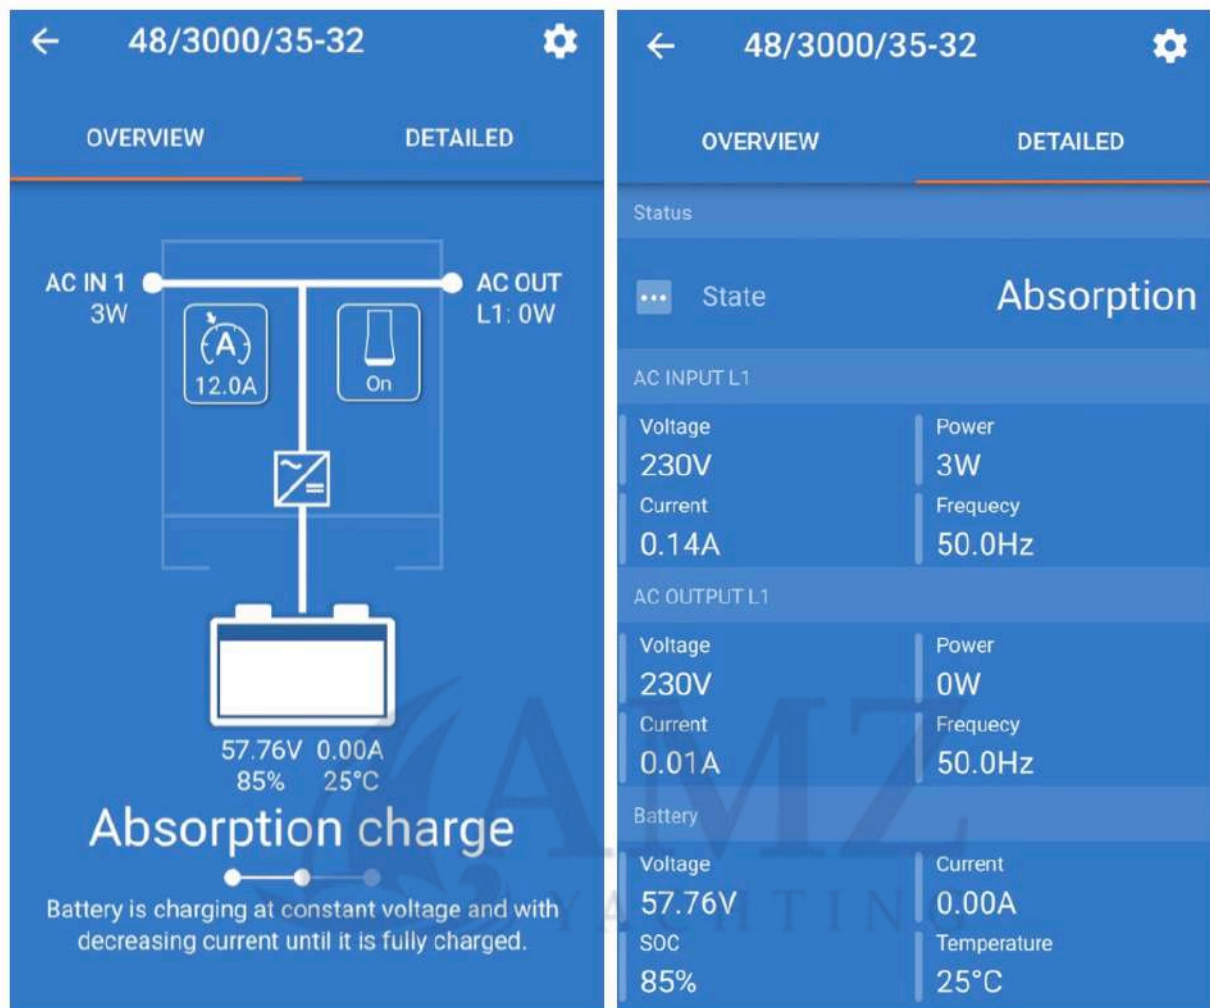 48/3000/35-32
OVERVIEW DETAILED
AC IN 1
3W
AC OUT
L1: 0W
A
12.0A
On
57.76V 0.00A
85% 25°C
Absorption charge
Battery is charging at constant voltage and with
decreasing current until it is fully charged.
48/3000/35-32
OVERVIEW DETAILED
Status
State Absorption
AC INPUT L1
Voltage Power
230V 3W
Current Frequecy
0.14A 50.0Hz
AC OUTPUT L1
Voltage Power
230V 0W
Current Frequecy
0.01A 50.0Hz
Battery
Voltage Current
57.76V 0.00A
SOC Temperature
85% 25°C
AMZ
YACHTING